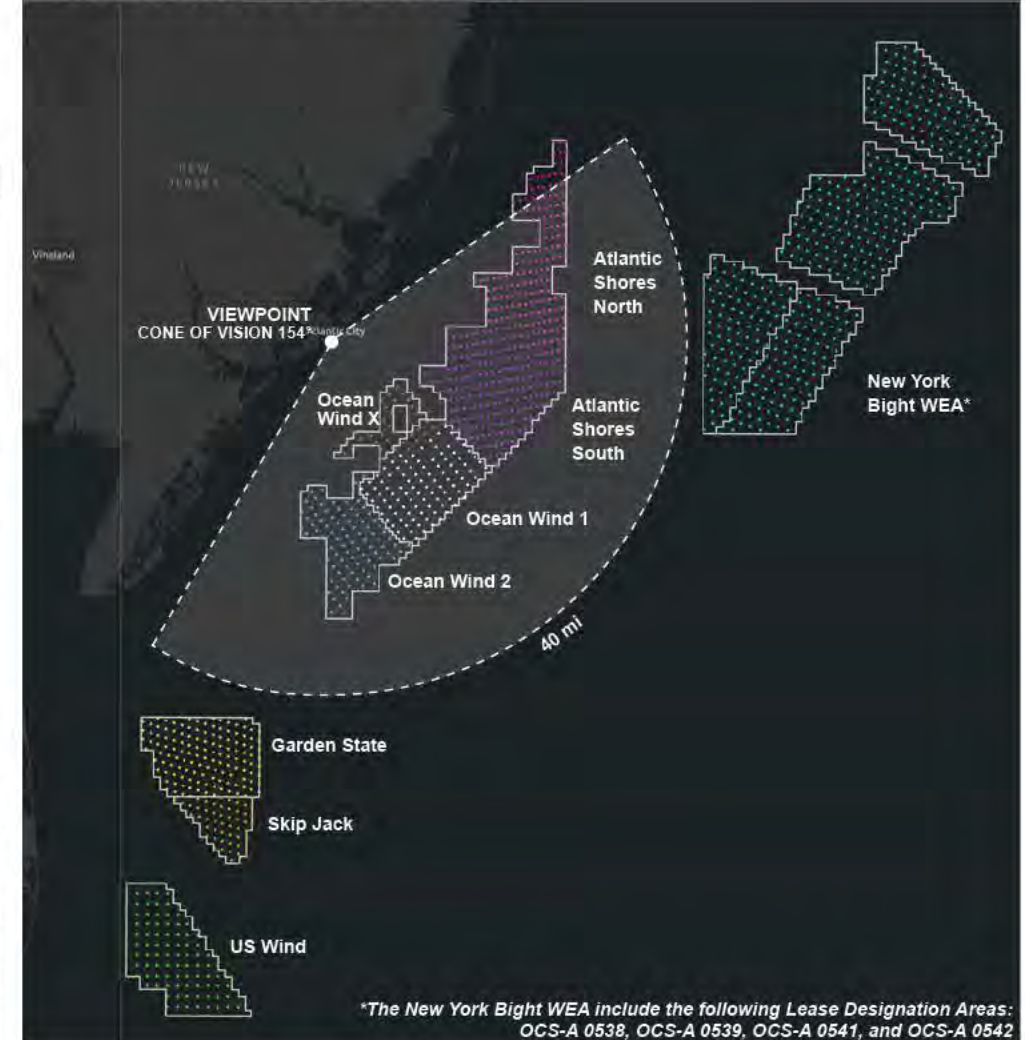 NEW
JERSEY
Vineland
VIEWPOINT
CONE OF VISION 154°
Atlantic City
Atlantic
Shores
North
New York
Bight WEA*
Ocean
Wind X
Atlantic
Shores
South
Ocean Wind 1
Ocean Wind 2
40 mi
Garden State
Skip Jack
US Wind
*The New York Bight WEA include the following Lease Designation Areas:
OCS-A 0538, OCS-A 0539, OCS-A 0541, and OCS-A 0542